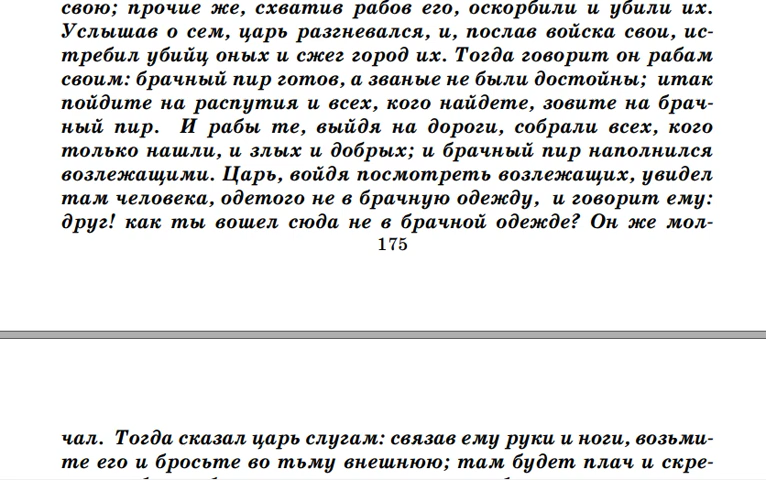 свою; прочие же, схватив рабов его, оскорбили и убили их.
Услышав о сем, царь разгневался, и, послав войска свои, ис-
требил убийц оных и сжег город их. Тогда говорит он рабам
своим: брачный пир готов, а званые не были достойны; итак
пойдите на распутия и всех, кого найдете, зовите на брач-
ный пир. И рабы те, выйдя на дороги, собрали всех, кого
только нашли, и злых и добрых; и брачный пир наполнился
возлежащими. Царь, войдя посмотреть возлежащих, увидел
там человека, одетого не в брачную одежду, и говорит ему:
друг! как ты вошел сюда не в брачной одежде? Он же мол-
175
чал. Тогда сказал царь слугам: связав ему руки и ноги, возьми-
те его и бросьте во тьму внешнюю; там будет плач и скре-